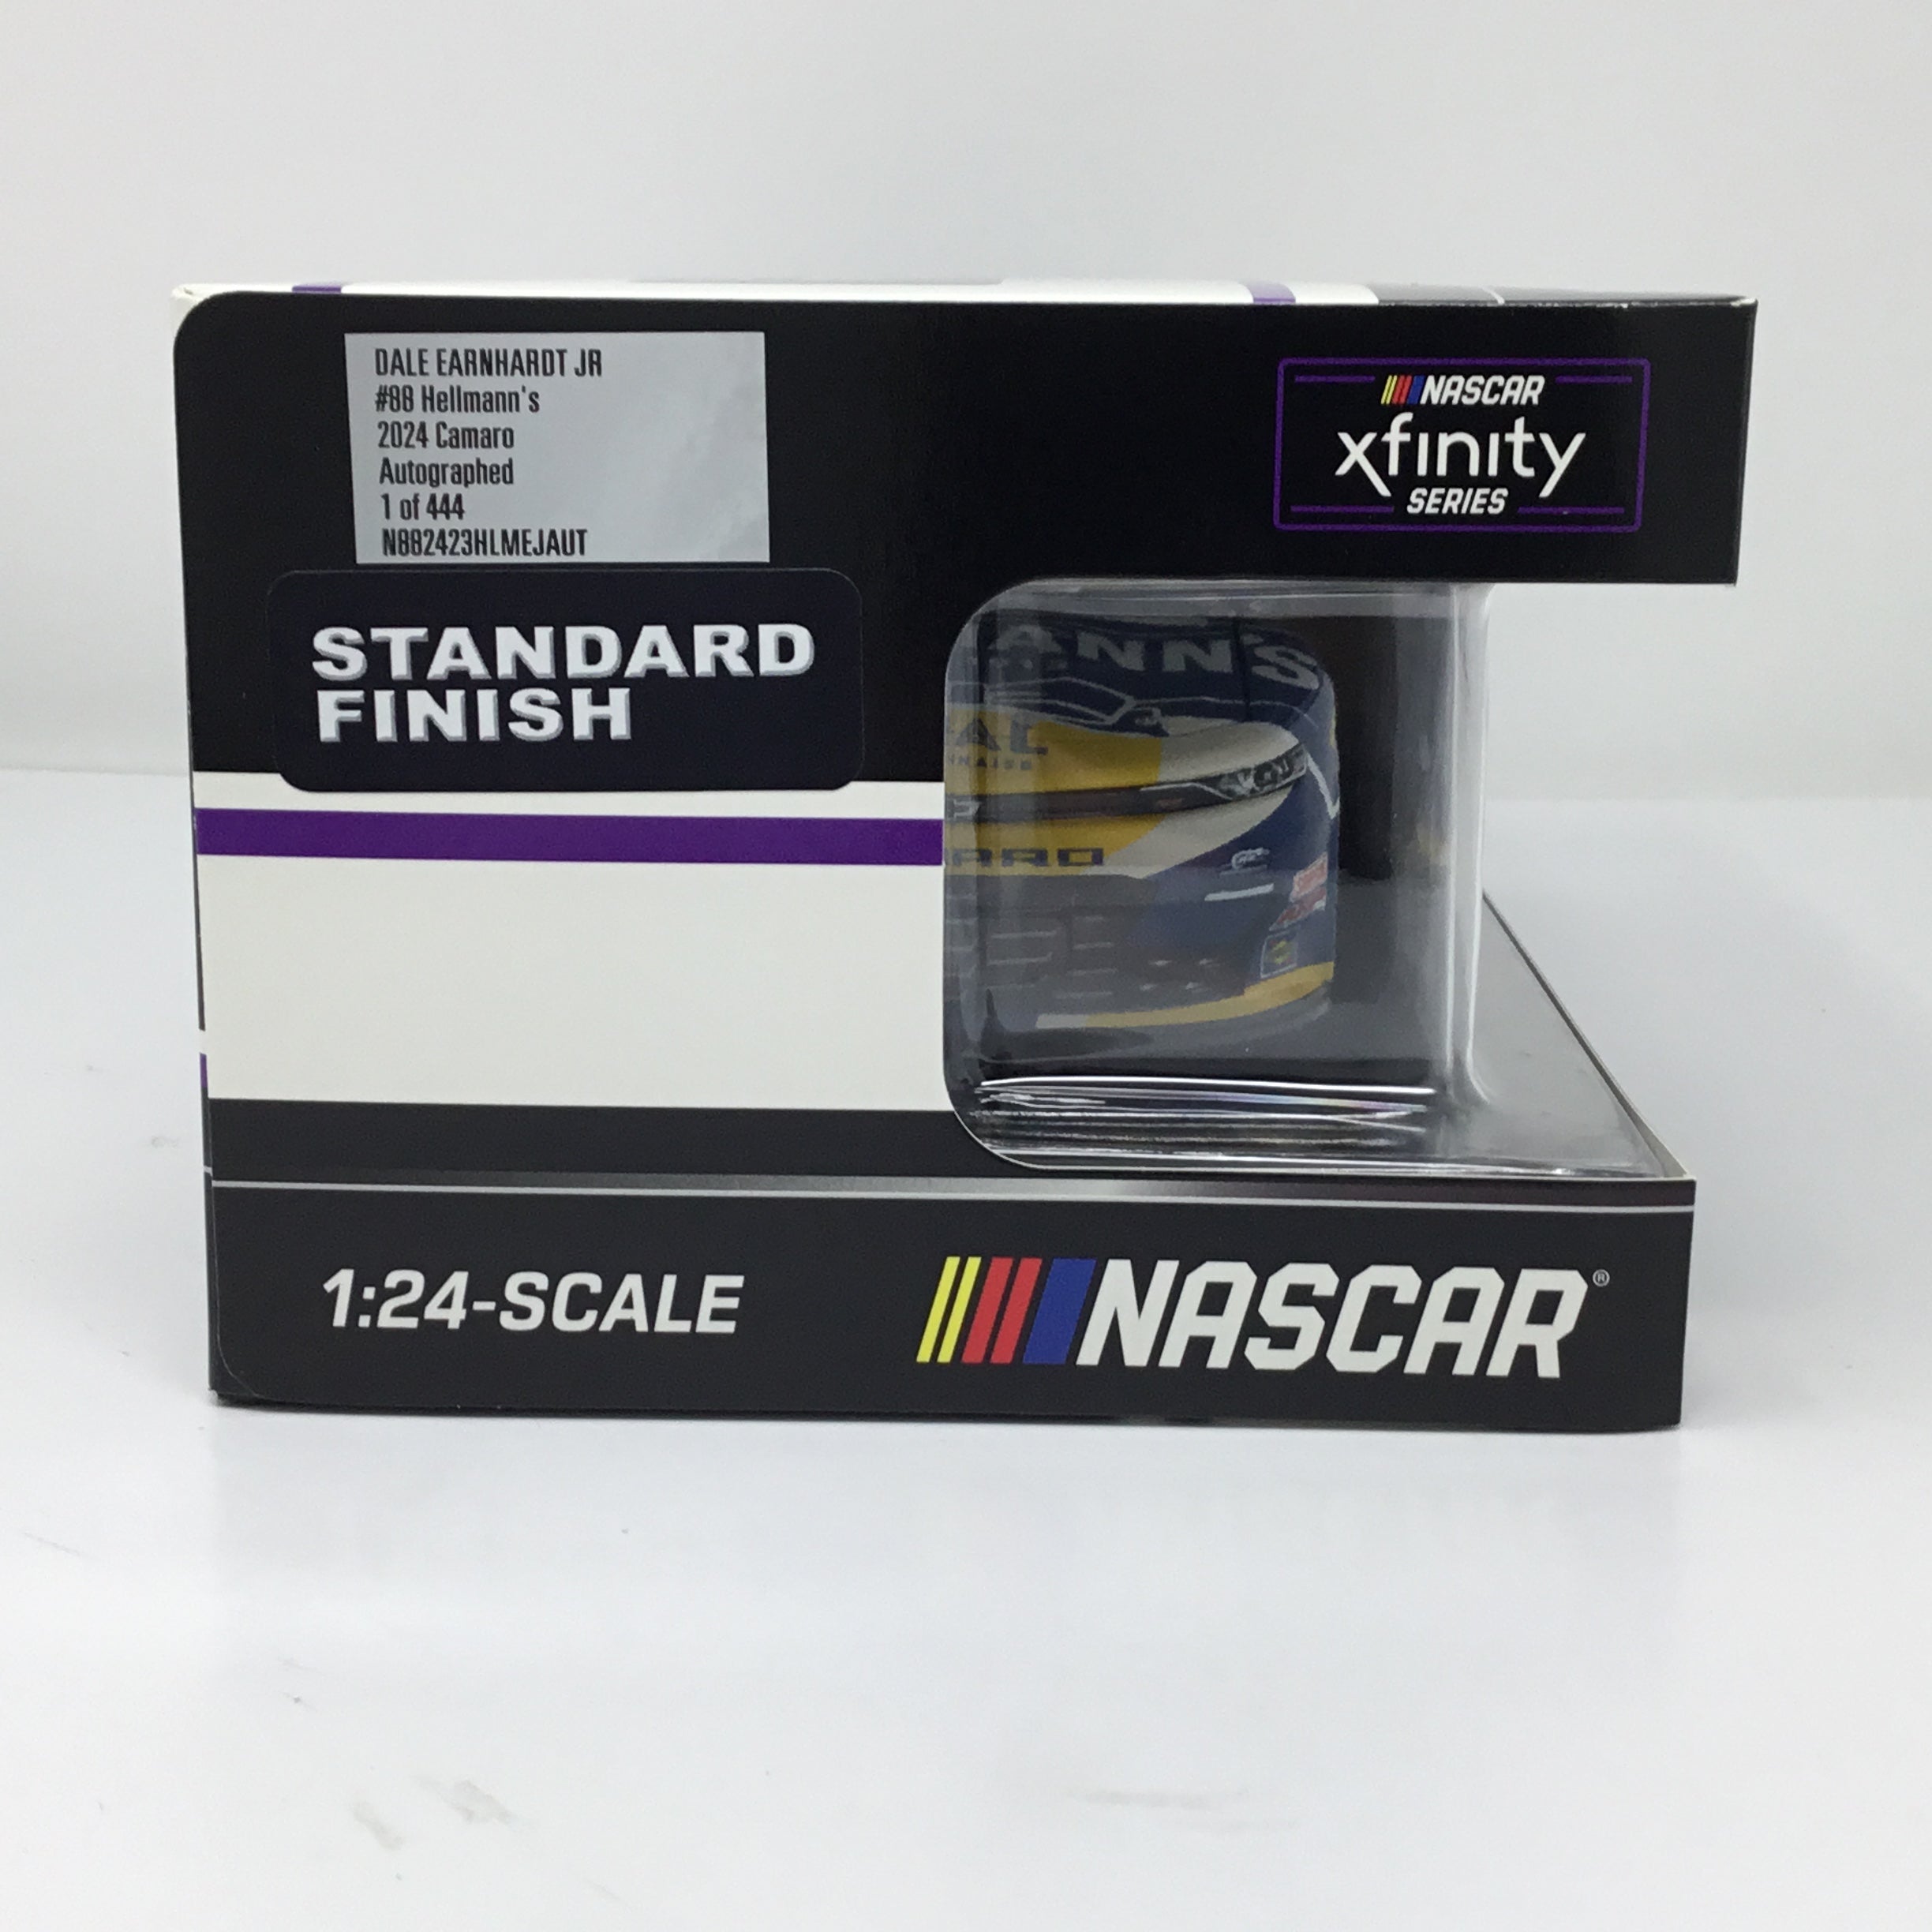 DALE EARNHARDT JR
#88 Hellmann's
2024 Camaro
Autographed
1 of 444
N882423HLMEJAUT
NASCAR
xfinity
SERIES
STANDARD
FINISH
ANN'S
1:24-SCALE
NASCAR®